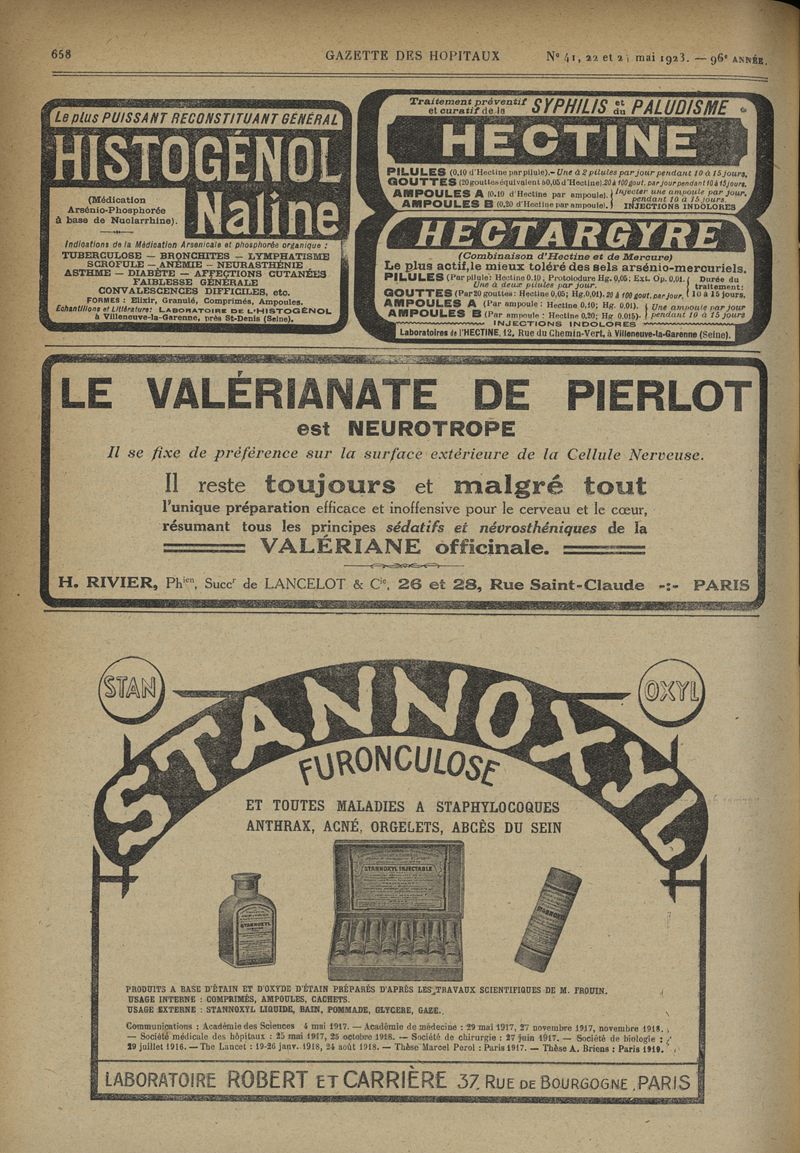 658
GAZETTE DES HOPITAUX
N° 41, 22 et 24 mai 1923. — 96e ANNÉE.
Le plus PUISSANT RECONSTITUANT GÉNÉRAL
HISTOGÉNOL
Naline
(Médication
Arsénio-Phosphorée
à base de Nuclarrhine).
Indications de la Médication Arsenicale et phosphorée organique :
TUBERCULOSE — BRONCHITES — LYMPHATISME
SCROFULE — ANÉMIE — NEURASTHÉNIE
ASTHME — DIABÈTE — AFFECTIONS CUTANÉES
FAIBLESSE GÉNÉRALE
CONVALESCENCES DIFFICILES, etc.
FORMES : Elixir, Granulé, Comprimés, Ampoules.
Echantillons et Littérature: LABORATOIRE DE L'HISTOGÉNOL
à Villeneuve-la-Garenne, près St-Denis (Seine).
Traitement préventif
et curatif de la SYPHILIS et du PALUDISME
HECTINE
PILULES (0.10 d'Hectine par pilule).- Une à 2 pilules par jour pendant 10 à 15 jours.
GOUTTES (20 gouttes équivalent à 0,05 d'Hectine). 20 à 100 gout. par jour pendant 10 à 15 jours.
AMPOULES A (0.10 d'Hectine par ampoule).
AMPOULES B (0.20 d'Hectine par ampoule).
Injecter une ampoule par jour.
pendant 10 à 15 jours.
INJECTIONS INDOLORES
HECTARGYRE
(Combinaison d'Hectine et de Mercure)
Le plus actif, le mieux toléré des sels arsénio-mercuriels.
PILULES (Par pilule: Hectine 0.10; Protoiodure Hg. 0,05; Ext. Op. 0,01.
Une à deux pilules par jour.
GOUTTES (Par 20 gouttes: Hectine 0,05; Hg. 0,01). 20 à 100 gout. par jour.
Durée du
traitement:
10 à 15 jours.
AMPOULES A (Par ampoule: Hectine 0,10; Hg. 0,01).
AMPOULES B (Par ampoule : Hectine 0,20; Hg 0.015).
Une ampoule par jour
pendant 10 à 15 jours
INJECTIONS INDOLORES
Laboratoires de l'HECTINE, 12, Rue du Chemin-Vert, à Villeneuve-la-Garenne (Seine).
LE VALÉRIANATE DE PIERLOT
est NEUROTROPE
Il se fixe de préférence sur la surface extérieure de la Cellule Nerveuse.
Il reste toujours et malgré tout
l'unique préparation efficace et inoffensive pour le cerveau et le cœur,
résumant tous les principes sédatifs et névrosthéniques de la
VALÉRIANE officinale.
H. RIVIER, Phien, Succr de LANCELOT & Cie, 26 et 28, Rue Saint-Claude -:- PARIS
STAN
OXYL
STANNOXYL
FURONCULOSE
ET TOUTES MALADIES A STAPHYLOCOQUES
ANTHRAX, ACNÉ, ORGELETS, ABCÈS DU SEIN
STANNOXYL INJECTABLE
STANNOXYL
PRODUITS A BASE D'ÉTAIN ET D'OXYDE D'ÉTAIN PRÉPARÉS D'APRÈS LES TRAVAUX SCIENTIFIQUES DE M. FROUIN.
USAGE INTERNE : COMPRIMÉS, AMPOULES, CACHETS.
USAGE EXTERNE : STANNOXYL LIQUIDE, BAIN, POMMADE, GLYCERE, GAZE.
Communications : Académie des Sciences 4 mai 1917. — Académie de médecine : 29 mai 1917, 27 novembre 1917, novembre 1918.
— Société médicale des hôpitaux : 25 mai 1917, 25 octobre 1918. — Société de chirurgie : 27 juin 1917. — Société de biologie :
29 juillet 1916. — The Lancet : 19-26 janv. 1918, 24 août 1918. — Thèse Marcel Perol : Paris 1917. — Thèse A. Briens : Paris 1919.
LABORATOIRE ROBERT ET CARRIÈRE 37, RUE DE BOURGOGNE, PARIS